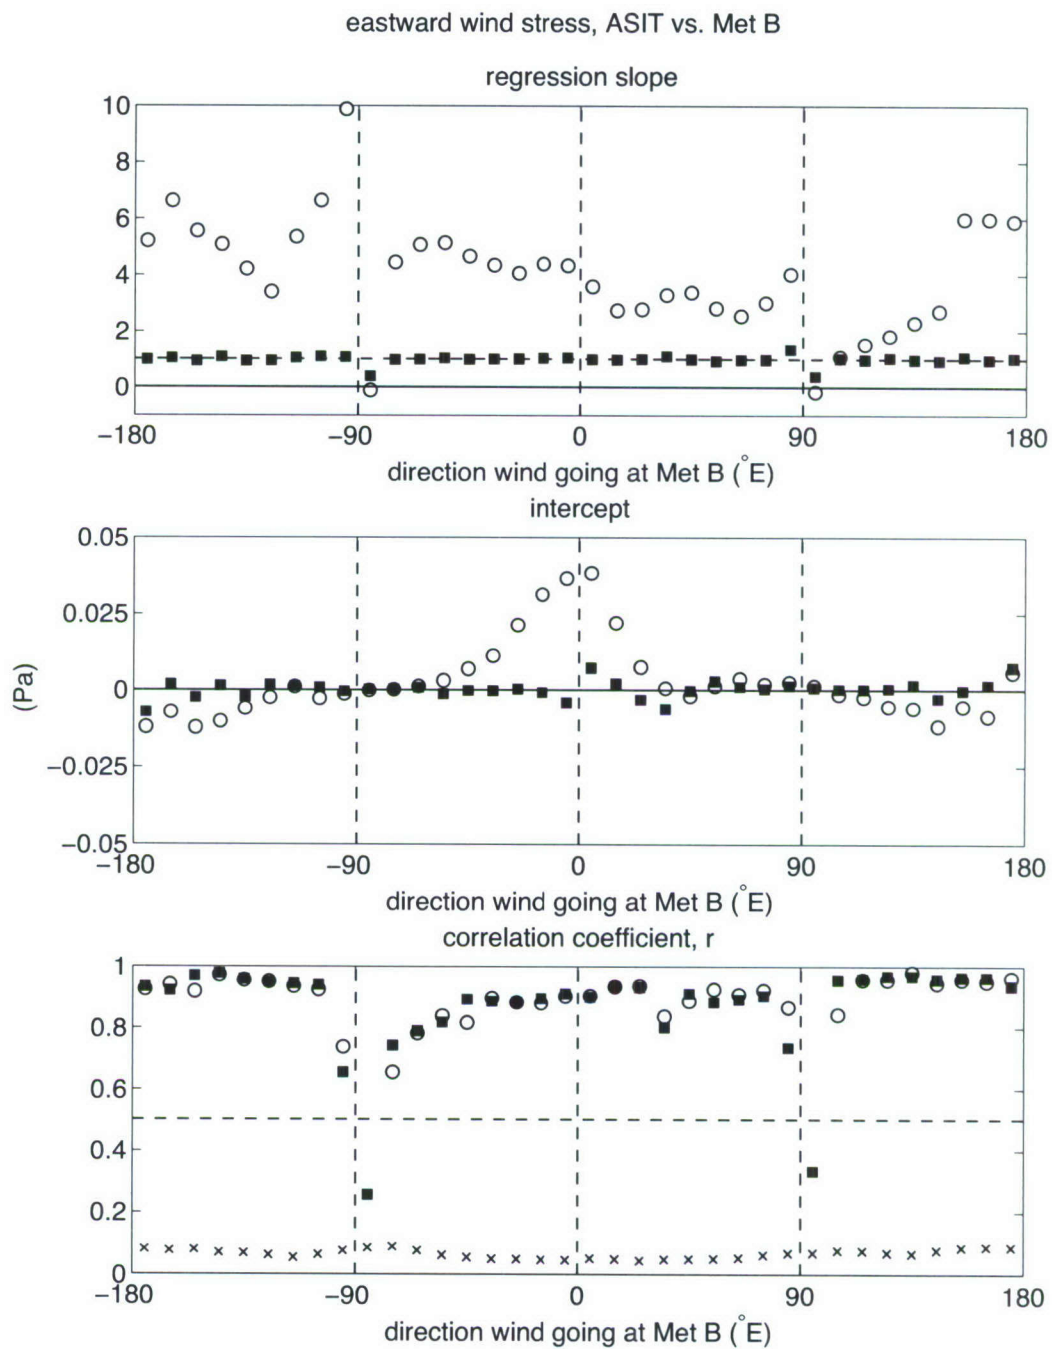 eastward wind stress, ASIT vs. Met B
regression slope
10
8
6
4
2
0
−180 −90 0 90 180
direction wind going at Met B (°E)
intercept
0.05
0.025
0
−0.025
−0.05
(Pa)
−180 −90 0 90 180
direction wind going at Met B (°E)
correlation coefficient, r
1
0.8
0.6
0.4
0.2
0
−180 −90 0 90 180
direction wind going at Met B (°E)